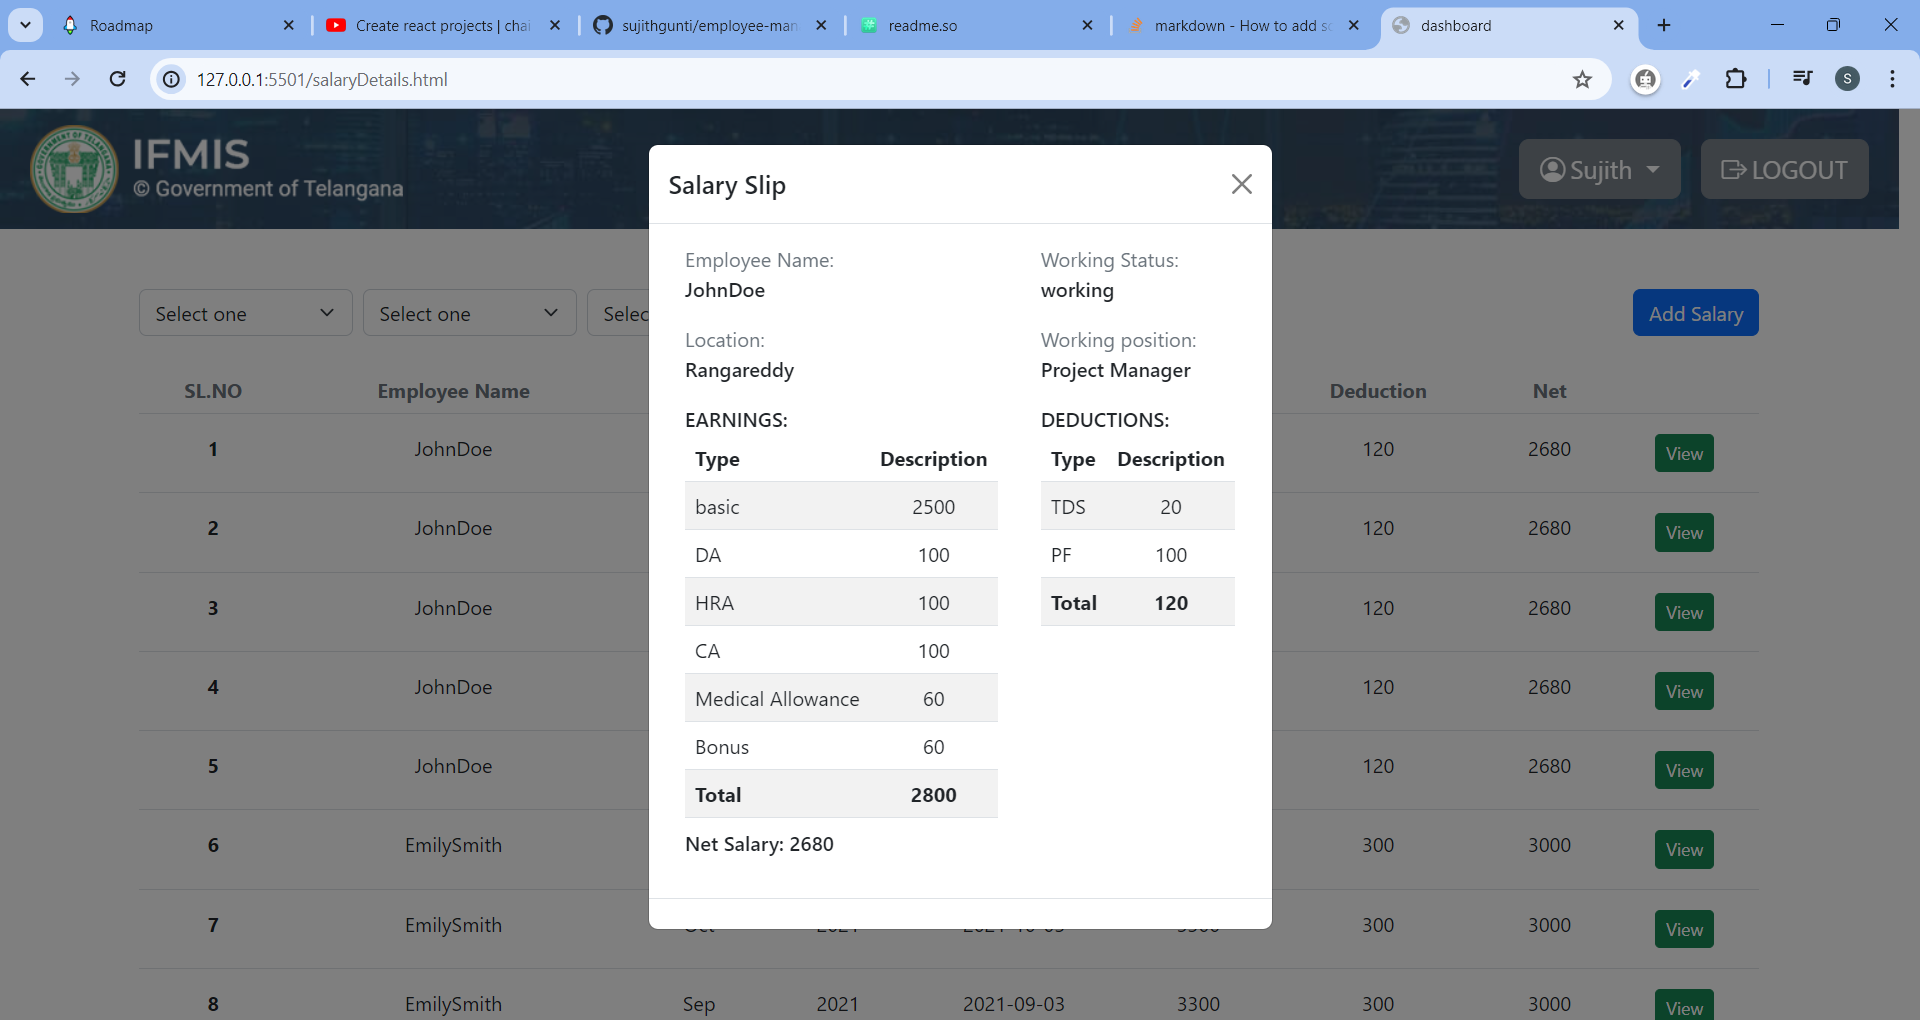 Roadmap
Create react projects | chai
sujithgunti/employee-man
readme.so
markdown - How to add sc
dashboard
127.0.0.1:5501/salaryDetails.html
S
IFMIS
© Government of Telangana
Sujith
LOGOUT
Salary Slip
Employee Name:
JohnDoe
Working Status:
working
Location:
Rangareddy
Working position:
Project Manager
EARNINGS:
Type Description
basic 2500
DA 100
HRA 100
CA 100
Medical Allowance 60
Bonus 60
Total 2800
Net Salary: 2680
DEDUCTIONS:
Type Description
TDS 20
PF 100
Total 120
Select one
Select one
Selec
Add Salary
SL.NO Employee Name Deduction Net
1 JohnDoe 120 2680 View
2 JohnDoe 120 2680 View
3 JohnDoe 120 2680 View
4 JohnDoe 120 2680 View
5 JohnDoe 120 2680 View
6 EmilySmith 300 3000 View
7 EmilySmith 300 3000 View
8 EmilySmith Sep 2021 2021-09-03 3300 300 3000 View